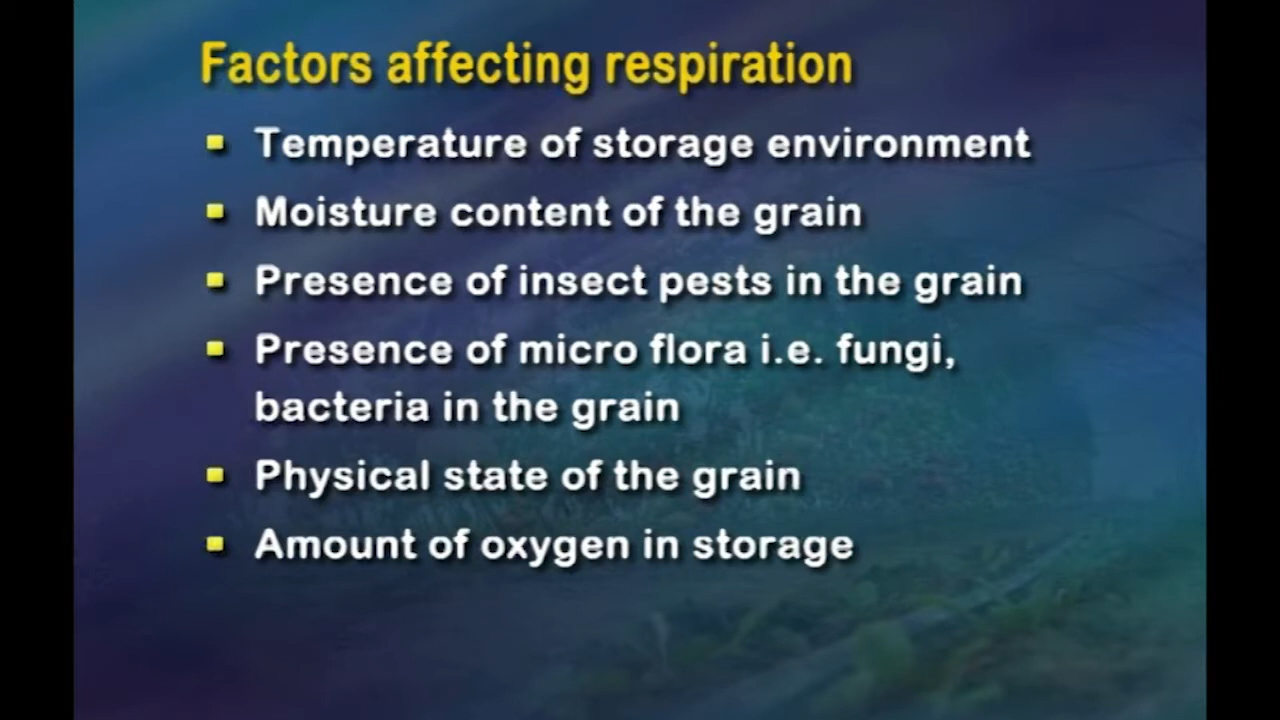 Factors affecting respiration
Temperature of storage environment
Moisture content of the grain
Presence of insect pests in the grain
Presence of micro flora i.e. fungi,
bacteria in the grain
Physical state of the grain
Amount of oxygen in storage